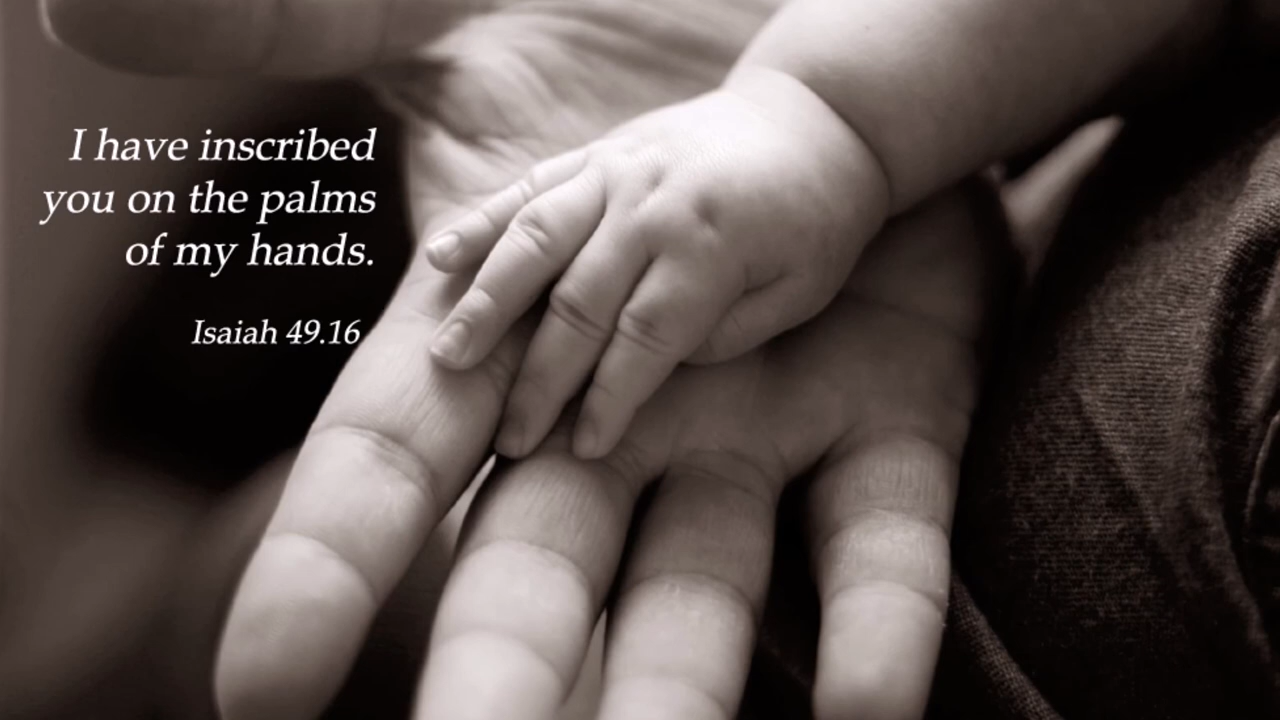 I have inscribed
you on the palms
of my hands.
Isaiah 49.16